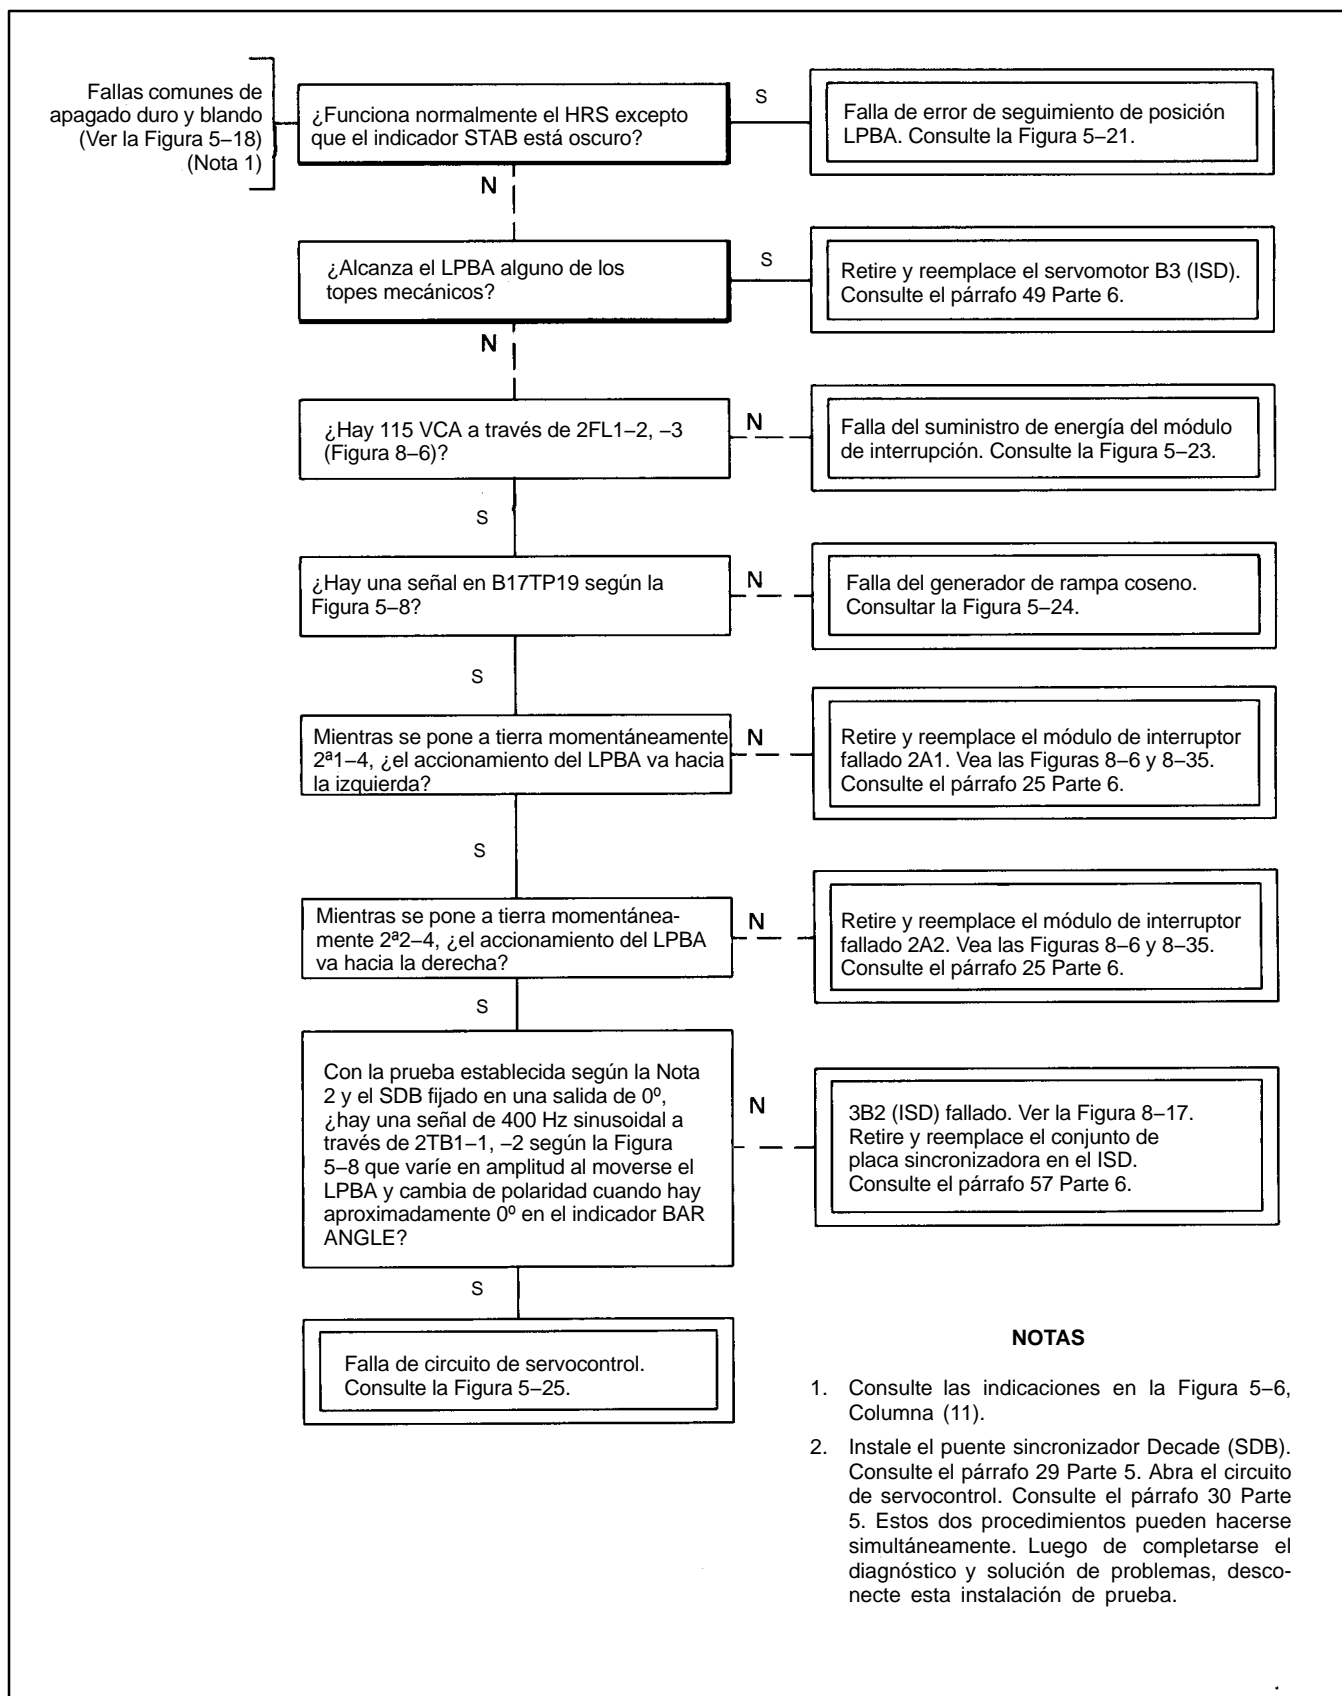 Fallas comunes de
apagado duro y blando
(Ver la Figura 5–18)
(Nota 1)
¿Funciona normalmente el HRS excepto
que el indicador STAB está oscuro?
S
Falla de error de seguimiento de posición
LPBA. Consulte la Figura 5–21.
N
¿Alcanza el LPBA alguno de los
topes mecánicos?
S
Retire y reemplace el servomotor B3 (ISD).
Consulte el párrafo 49 Parte 6.
N
¿Hay 115 VCA a través de 2FL1–2, –3
(Figura 8–6)?
N
Falla del suministro de energía del módulo
de interrupción. Consulte la Figura 5–23.
S
¿Hay una señal en B17TP19 según la
Figura 5–8?
N
Falla del generador de rampa coseno.
Consultar la Figura 5–24.
S
Mientras se pone a tierra momentáneamente
2ª1–4, ¿el accionamiento del LPBA va hacia
la izquierda?
N
Retire y reemplace el módulo de interruptor
fallado 2A1. Vea las Figuras 8–6 y 8–35.
Consulte el párrafo 25 Parte 6.
S
Mientras se pone a tierra momentánea-
mente 2ª2–4, ¿el accionamiento del LPBA
va hacia la derecha?
N
Retire y reemplace el módulo de interruptor
fallado 2A2. Vea las Figuras 8–6 y 8–35.
Consulte el párrafo 25 Parte 6.
S
Con la prueba establecida según la Nota
2 y el SDB fijado en una salida de 0º,
¿hay una señal de 400 Hz sinusoidal a
través de 2TB1–1, –2 según la Figura
5–8 que varíe en amplitud al moverse el
LPBA y cambia de polaridad cuando hay
aproximadamente 0º en el indicador BAR
ANGLE?
N
3B2 (ISD) fallado. Ver la Figura 8–17.
Retire y reemplace el conjunto de
placa sincronizadora en el ISD.
Consulte el párrafo 57 Parte 6.
S
Falla de circuito de servocontrol.
Consulte la Figura 5–25.
NOTAS
1. Consulte las indicaciones en la Figura 5–6,
Columna (11).
2. Instale el puente sincronizador Decade (SDB).
Consulte el párrafo 29 Parte 5. Abra el circuito
de servocontrol. Consulte el párrafo 30 Parte
5. Estos dos procedimientos pueden hacerse
simultáneamente. Luego de completarse el
diagnóstico y solución de problemas, desco-
necte esta instalación de prueba.